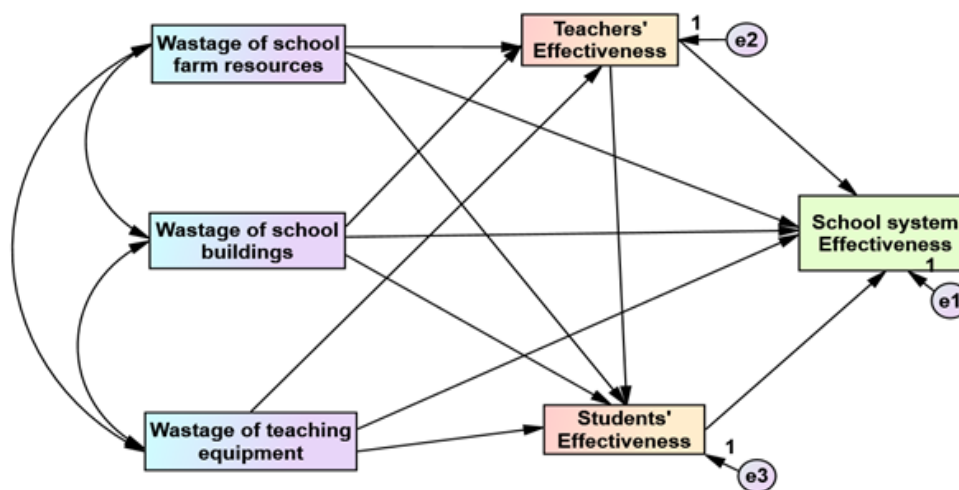 Wastage of school
farm resources
Teachers'
Effectiveness
1
e2
Wastage of school
buildings
School system
Effectiveness
1
e1
Wastage of teaching
equipment
Students'
Effectiveness
1
e3